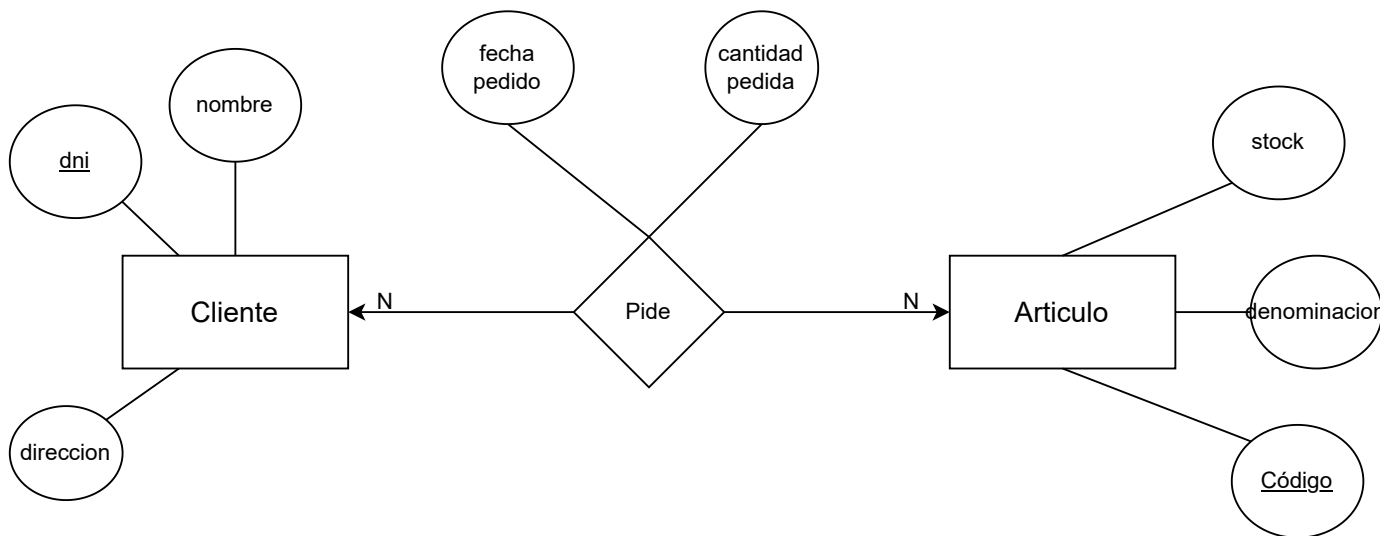 fecha
pedido
cantidad
pedida
nombre
dni
stock
Cliente
N
Pide
N
Articulo
denominacion
direccion
Código